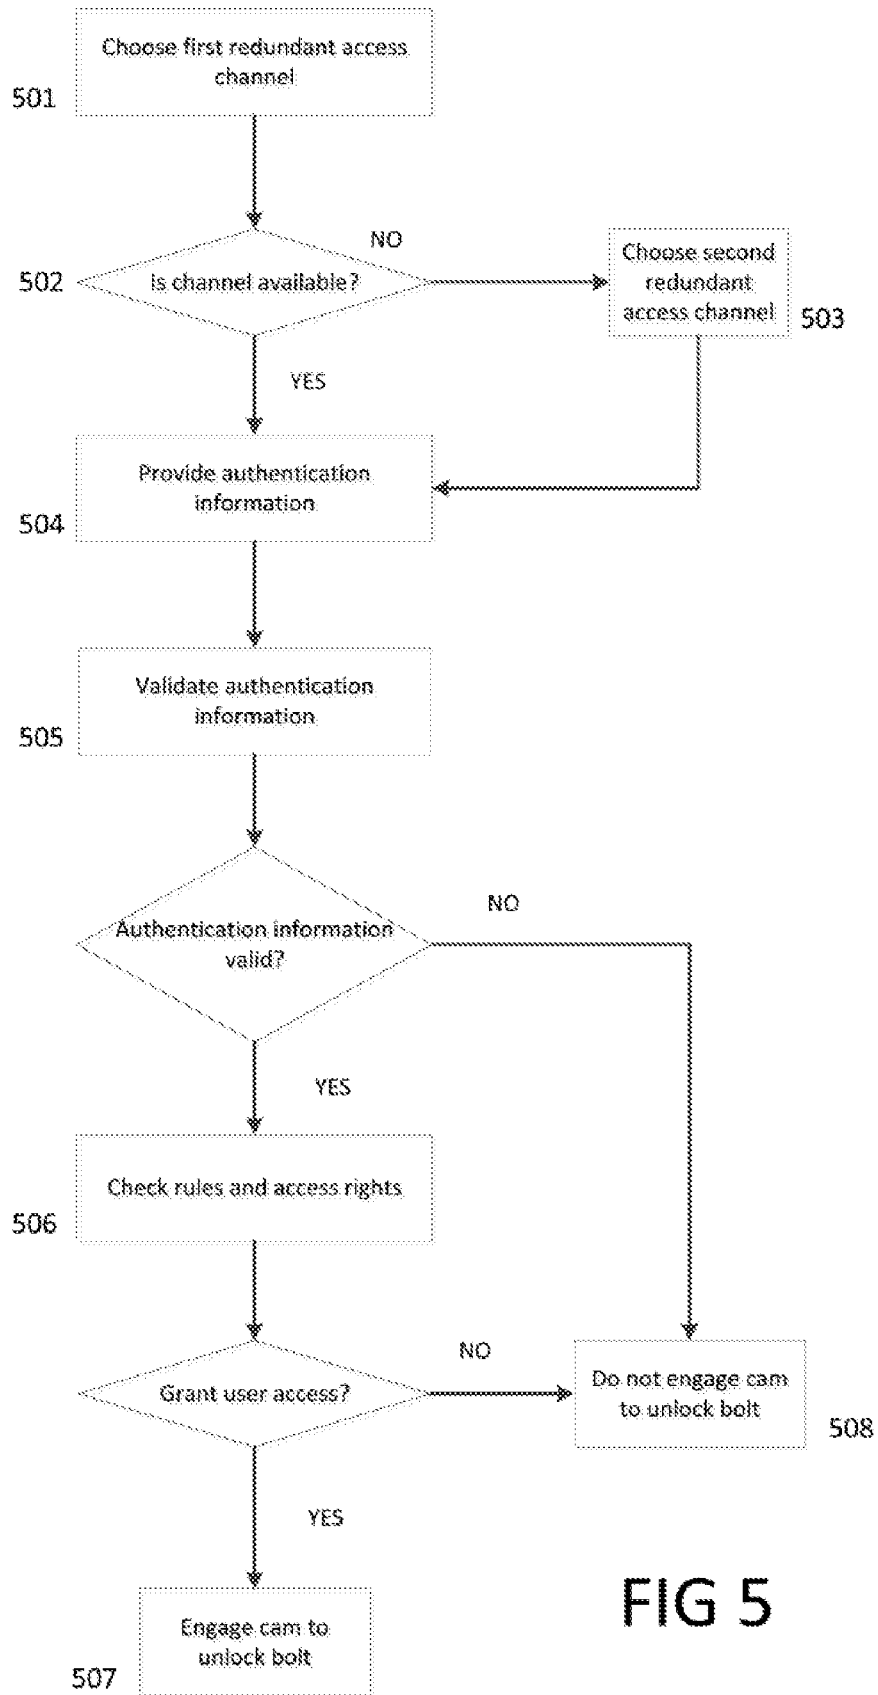 Choose first redundant access
channel
501
NO
502
Is channel available?
Choose second
redundant
access channel
503
YES
Provide authentication
information
504
Validate authentication
information
505
NO
Authentication information
valid?
YES
Check rules and access rights
506
NO
Grant user access?
Do not engage cam
to unlock bolt
508
YES
FIG 5
Engage cam to
unlock bolt
507